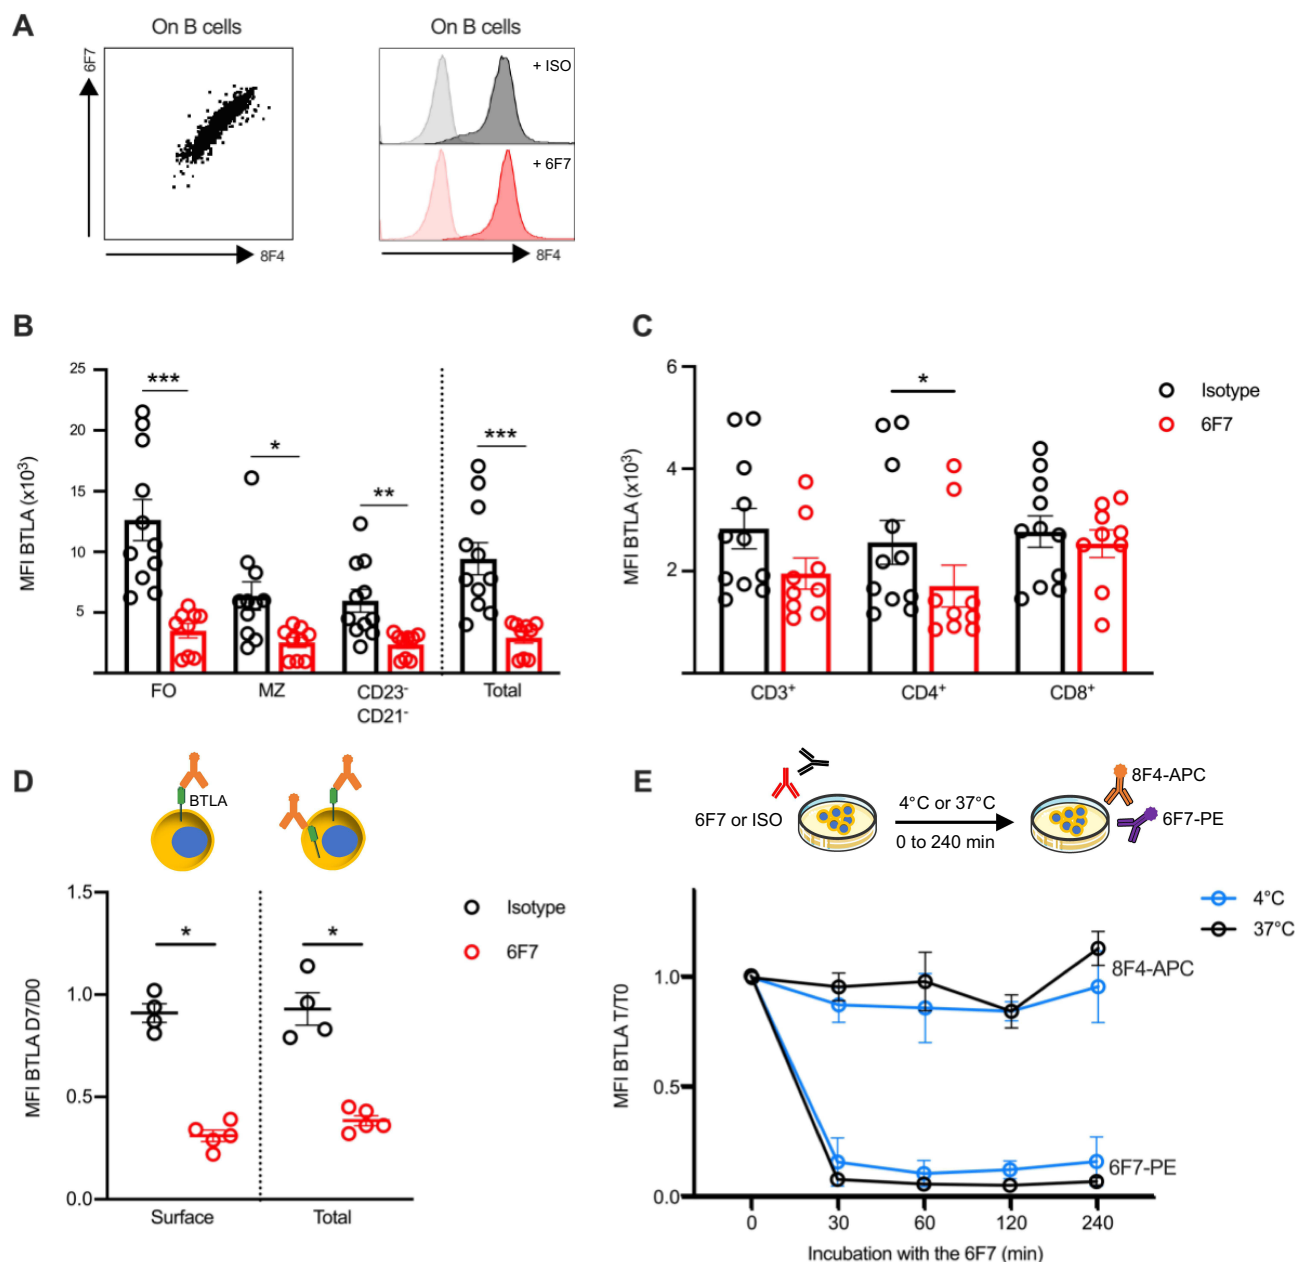 A
On B cells
6F7
8F4
On B cells
+ ISO
+ 6F7
8F4
B
MFI BTLA (x10³)
25
20
15
10
5
***
*
**
***
FO
MZ
CD23⁻
CD21⁻
Total
C
MFI BTLA (x10³)
6
4
2
*
CD3⁺
CD4⁺
CD8⁺
Isotype
6F7
D
BTLA
MFI BTLA D7/D0
1.5
1.0
0.5
0.0
*
*
Surface
Total
Isotype
6F7
E
6F7 or ISO
4°C or 37°C
0 to 240 min
8F4-APC
6F7-PE
MFI BTLA T/T0
1.0
0.5
0.0
4°C
37°C
8F4-APC
6F7-PE
0
30
60
120
240
Incubation with the 6F7 (min)